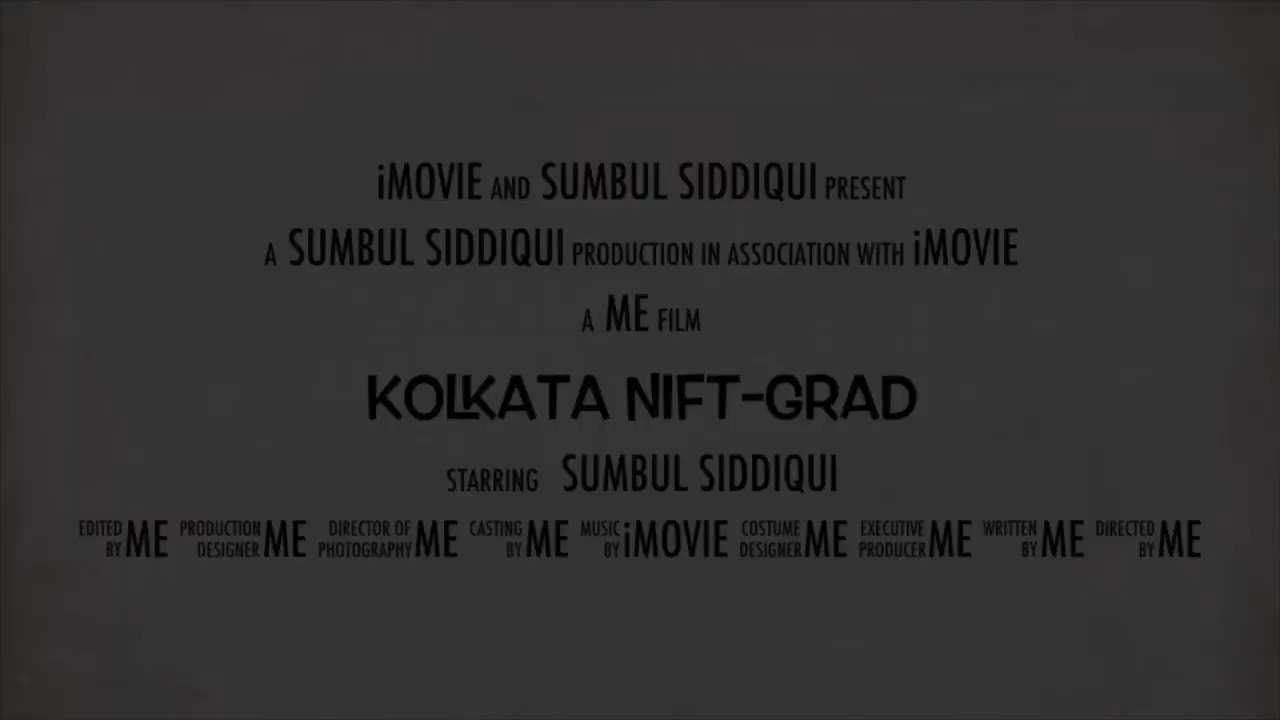 iMOVIE AND SUMBUL SIDDIQUI PRESENT
A SUMBUL SIDDIQUI PRODUCTION IN ASSOCIATION WITH iMOVIE
A ME FILM
KOLKATA NIFT-GRAD
STARRING SUMBUL SIDDIQUI
EDITED BY ME PRODUCTION DESIGNER ME DIRECTOR OF PHOTOGRAPHY ME CASTING BY ME MUSIC BY iMOVIE COSTUME DESIGNER ME EXECUTIVE PRODUCER ME WRITTEN BY ME DIRECTED BY ME